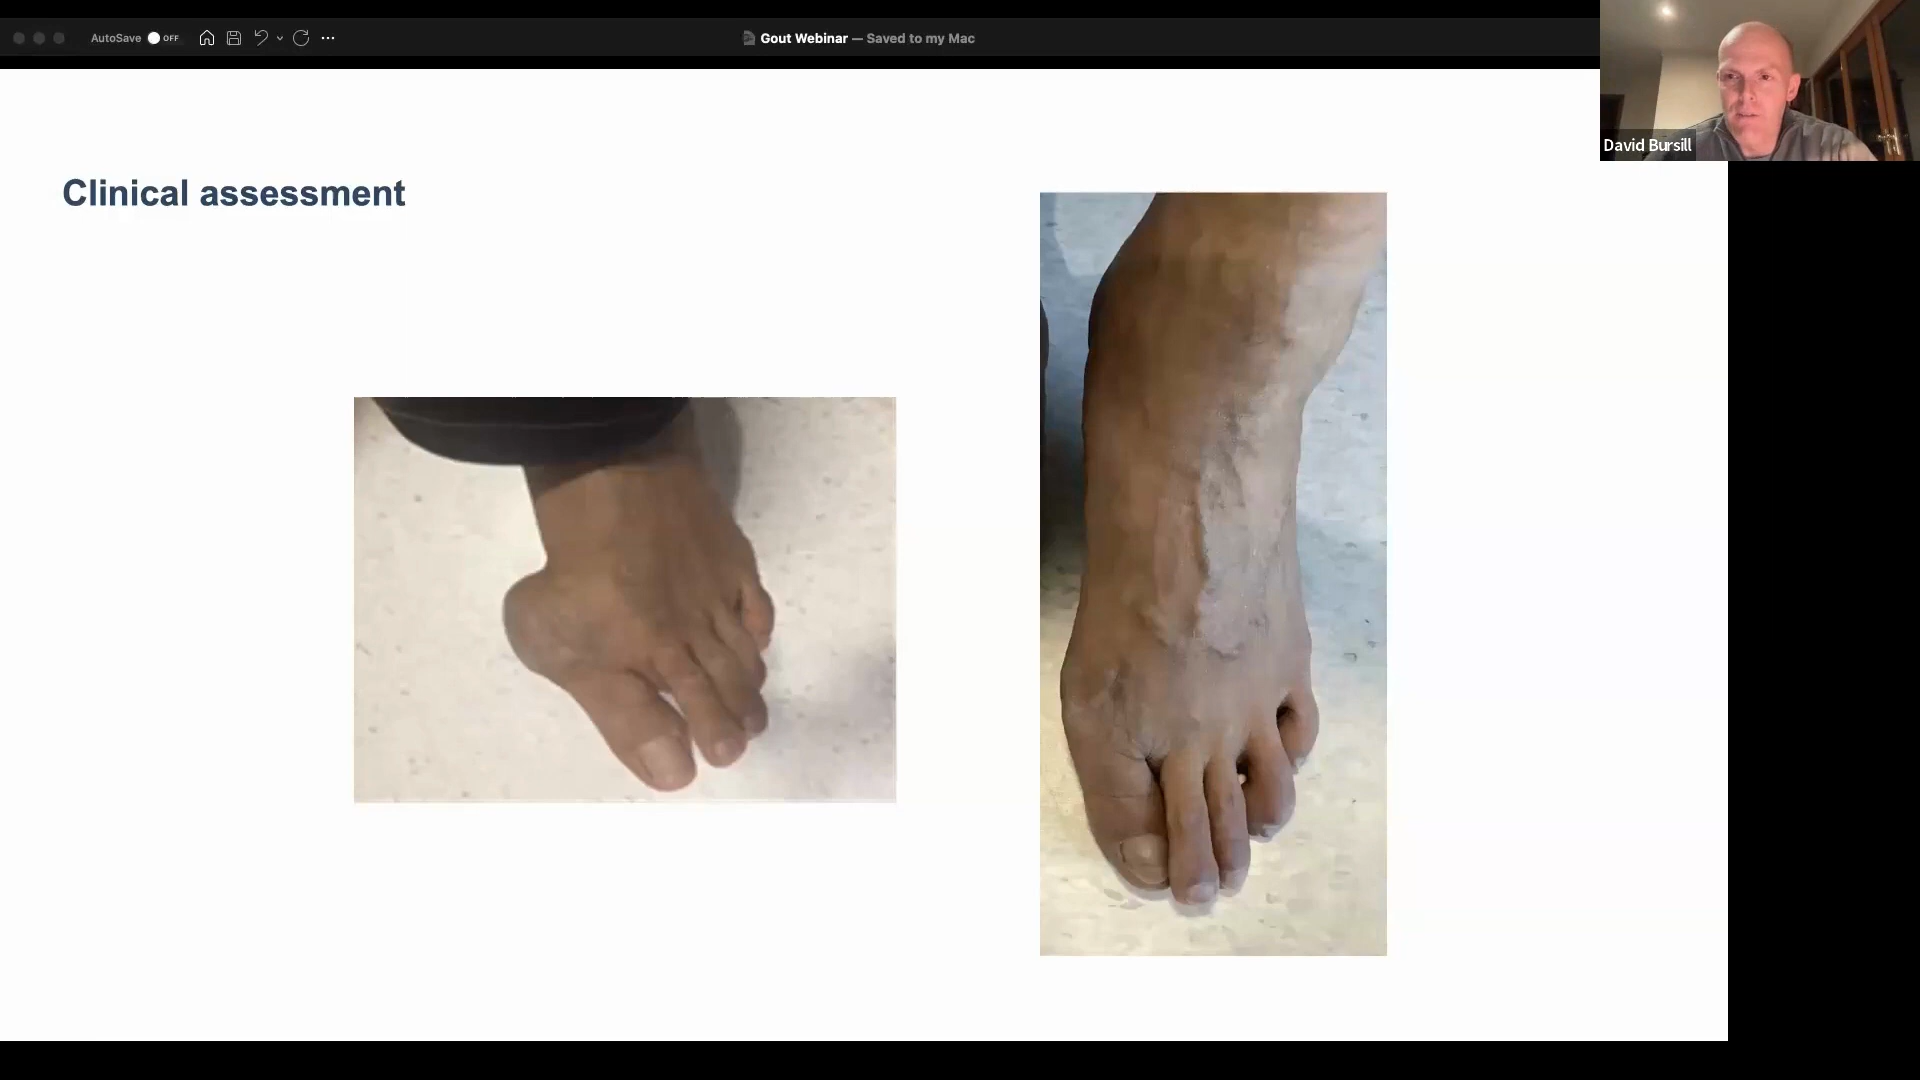 AutoSave OFF
Gout Webinar — Saved to my Mac
David Bursill
Clinical assessment